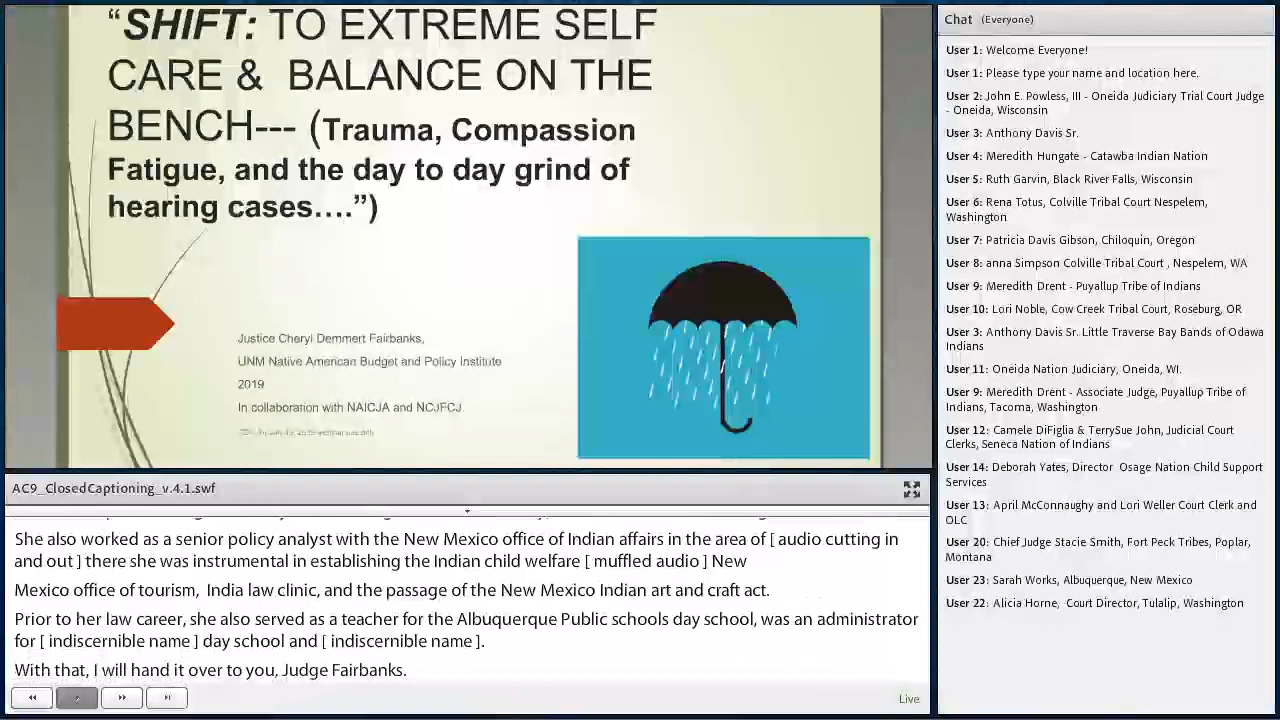 “SHIFT: TO EXTREME SELF
CARE & BALANCE ON THE
BENCH--- (Trauma, Compassion
Fatigue, and the day to day grind of
hearing cases….”)
Justice Cheryl Demmert Fairbanks,
UNM Native American Budget and Policy Institute
2019
In collaboration with NAICJA and NCJFCJ
AC9_ClosedCaptioning_v.4.1.swf
She also worked as a senior policy analyst with the New Mexico office of Indian affairs in the area of [ audio cutting in
and out ] there she was instrumental in establishing the Indian child welfare [ muffled audio ] New
Mexico office of tourism, India law clinic, and the passage of the New Mexico Indian art and craft act.
Prior to her law career, she also served as a teacher for the Albuquerque Public schools day school, was an administrator
for [ indiscernible name ] day school and [ indiscernible name ].
With that, I will hand it over to you, Judge Fairbanks.
Live
Chat (Everyone)
User 1: Welcome Everyone!
User 1: Please type your name and location here.
User 2: John E. Powless, III - Oneida Judiciary Trial Court Judge
- Oneida, Wisconsin
User 3: Anthony Davis Sr.
User 4: Meredith Hungate - Catawba Indian Nation
User 5: Ruth Garvin, Black River Falls, Wisconsin
User 6: Rena Totus, Colville Tribal Court Nespelem,
Washington
User 7: Patricia Davis Gibson, Chiloquin, Oregon
User 8: anna Simpson Colville Tribal Court , Nespelem, WA
User 9: Meredith Drent - Puyallup Tribe of Indians
User 10: Lori Noble, Cow Creek Tribal Court, Roseburg, OR
User 3: Anthony Davis Sr. Little Traverse Bay Bands of Odawa
Indians
User 11: Oneida Nation Judiciary, Oneida, WI.
User 9: Meredith Drent - Associate Judge, Puyallup Tribe of
Indians, Tacoma, Washington
User 12: Camele DiFiglia & TerrySue John, Judicial Court
Clerks, Seneca Nation of Indians
User 14: Deborah Yates, Director Osage Nation Child Support
Services
User 13: April McConnaughy and Lori Weller Court Clerk and
OLC
User 20: Chief Judge Stacie Smith, Fort Peck Tribes, Poplar,
Montana
User 23: Sarah Works, Albuquerque, New Mexico
User 22: Alicia Horne, Court Director, Tulalip, Washington